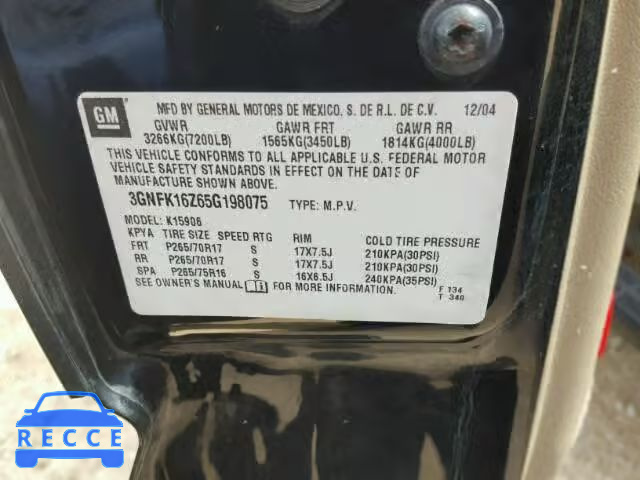 GM
MFD BY GENERAL MOTORS DE MEXICO, S. DE R.L. DE C.V. 12/04
GVWR GAWR FRT GAWR RR
3266KG(7200LB) 1565KG(3450LB) 1814KG(4000LB)
THIS VEHICLE CONFORMS TO ALL APPLICABLE U.S. FEDERAL MOTOR
VEHICLE SAFETY STANDARDS IN EFFECT ON THE DATE OF
MANUFACTURE SHOWN ABOVE.
3GNFK16Z65G198075 TYPE: M.P.V.
MODEL: K15906
KPYA TIRE SIZE SPEED RTG RIM COLD TIRE PRESSURE
FRT P265/70R17 S 17X7.5J 210KPA(30PSI)
RR P265/70R17 S 17X7.5J 210KPA(30PSI)
SPA P265/75R16 S 16X6.5J 240KPA(35PSI)
SEE OWNER'S MANUAL FOR MORE INFORMATION. F 134
T 340
RECCE